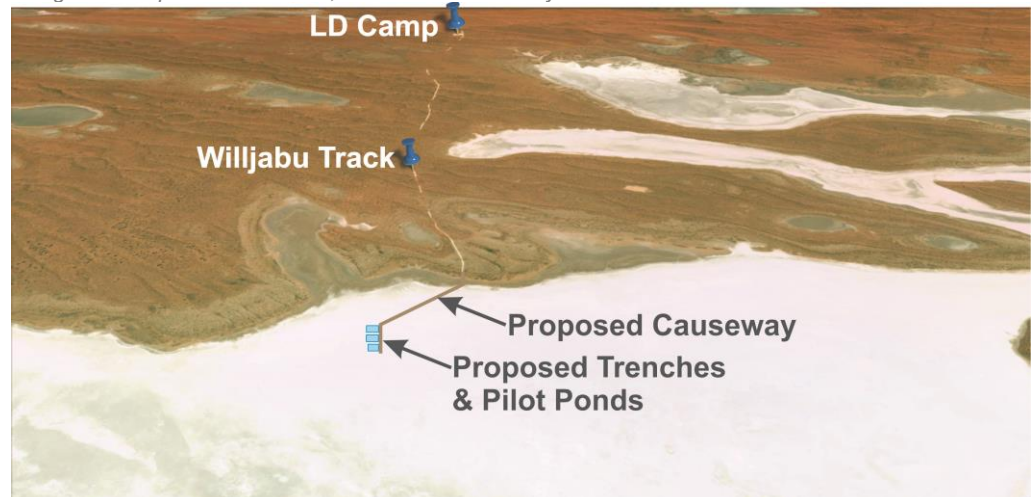 LD Camp
Willjabu Track
Proposed Causeway
Proposed Trenches
& Pilot Ponds